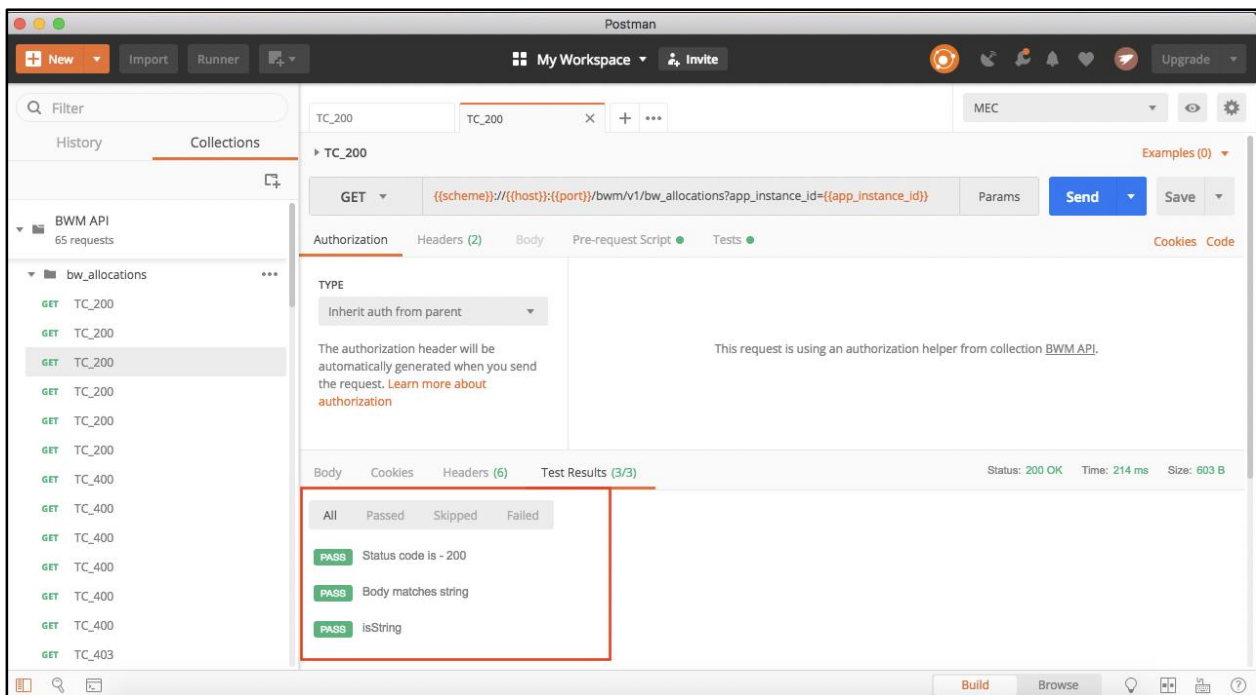 Postman
New Import Runner My Workspace Invite Upgrade
Filter
History Collections
BWM API
65 requests
bw_allocations
GET TC_200
GET TC_200
GET TC_200
GET TC_200
GET TC_200
GET TC_200
GET TC_400
GET TC_400
GET TC_400
GET TC_400
GET TC_400
GET TC_400
GET TC_403
TC_200 TC_200 MEC
TC_200 Examples (0)
GET {{scheme}}://{{host}}:{{port}}/bwm/v1/bw_allocations?app_instance_id={{app_instance_id}} Params Send Save
Authorization Headers (2) Body Pre-request Script Tests Cookies Code
TYPE
Inherit auth from parent
The authorization header will be
automatically generated when you send
the request. Learn more about
authorization
This request is using an authorization helper from collection BWM API.
Body Cookies Headers (6) Test Results (3/3) Status: 200 OK Time: 214 ms Size: 603 B
All Passed Skipped Failed
PASS Status code is - 200
PASS Body matches string
PASS isString
Build Browse